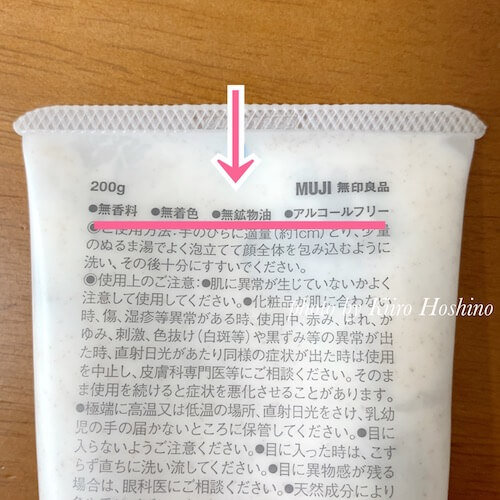 200g MUJI 無印良品
●無香料 ●無着色 ●無鉱物油 ●アルコールフリー
●ご使用方法:手のひらに適量(約1cm)とり、少量
のぬるま湯でよく泡立てて顔全体を包み込むように
洗い、その後十分にすすいでください。
●使用上のご注意:●肌に異常が生じていないかよく
注意して使用してください。●化粧品が肌に合わない
時、傷、湿疹等異常がある時、使用中、赤み、はれ、か
ゆみ、刺激、色抜け(白斑等)や黒ずみ等の異常が出
た時、直射日光があたり同様の症状が出た時は使用
を中止し、皮膚科専門医等にご相談ください。そのま
ま使用を続けると症状が悪化することがあります。
●極端に高温又は低温の場所、直射日光をさけ、乳幼
児の手の届かないところに保管してください。●目に
入らないようご注意ください。●目に入った時は、こす
らず直ちに洗い流してください。●目に異物感が残る
場合は、眼科医にご相談ください。●天然成分により
Kiiro Hoshino